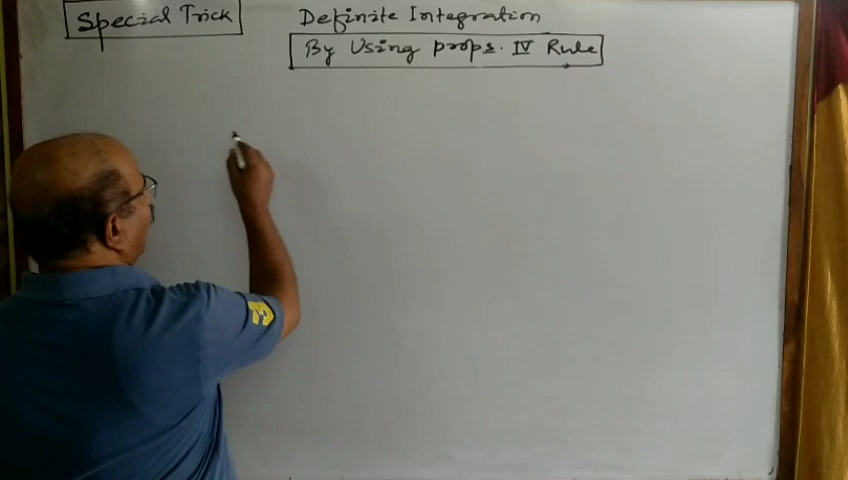 Special Trick
Definite Integration
By Using props. IV Rule